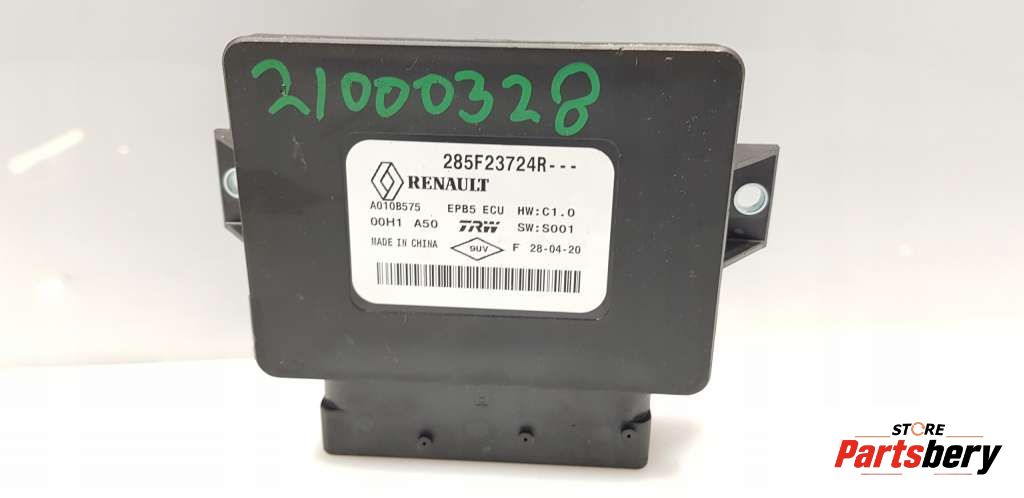 21000328
285F23724R---
RENAULT
A010B575 EPB5 ECU HW:C1.0
00H1 A50 TRW SW:S001
MADE IN CHINA 9UV F 28-04-20
STORE
Partsbery